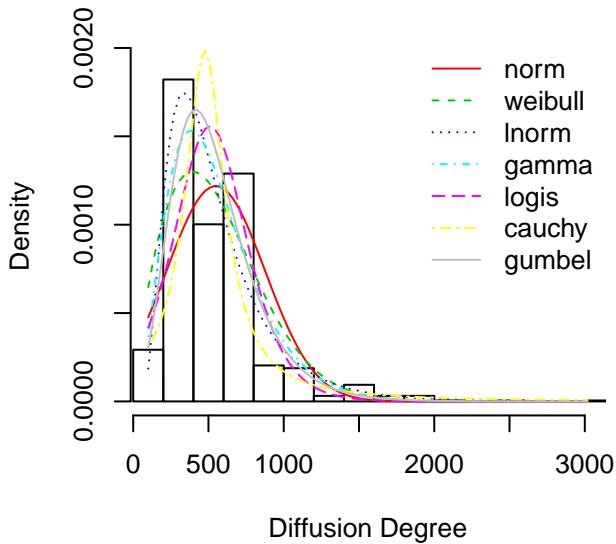 0.0020
0.0010
0.0000
Density
norm
weibull
lnorm
gamma
logis
cauchy
gumbel
0 500 1000 2000 3000
Diffusion Degree